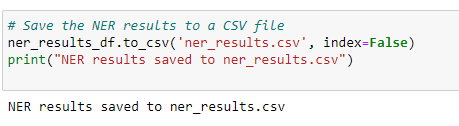 # Save the NER results to a CSV file
ner_results_df.to_csv('ner_results.csv', index=False)
print("NER results saved to ner_results.csv")
NER results saved to ner_results.csv